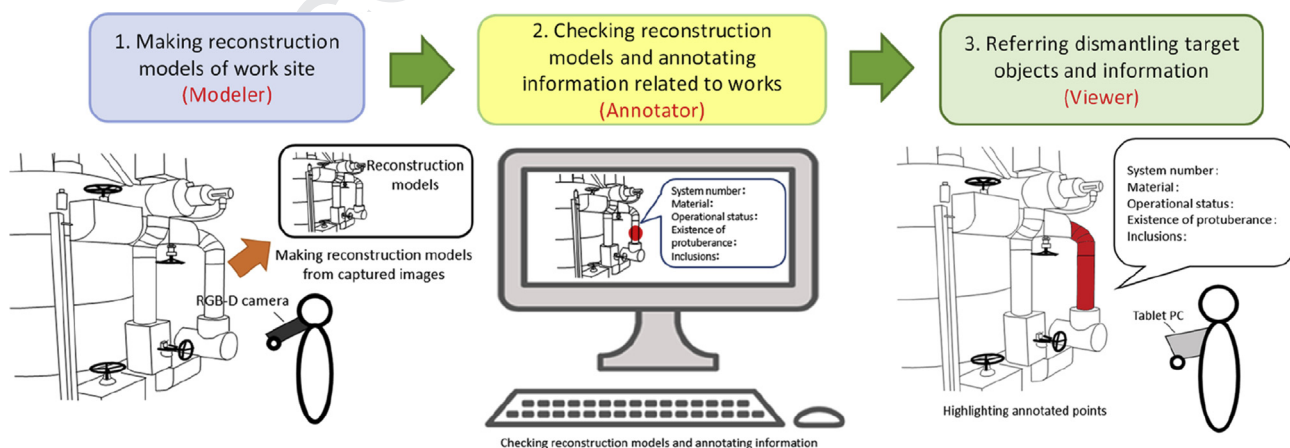 1. Making reconstruction
models of work site
(Modeler)
2. Checking reconstruction
models and annotating
information related to works
(Annotator)
3. Referring dismantling target
objects and information
(Viewer)
Reconstruction
models
Making reconstruction models
from captured images
RGB-D camera
System number:
Material:
Operational status:
Existence of
protuberance:
Inclusions:
Checking reconstruction models and annotating information
System number:
Material:
Operational status:
Existence of protuberance:
Inclusions:
Tablet PC
Highlighting annotated points